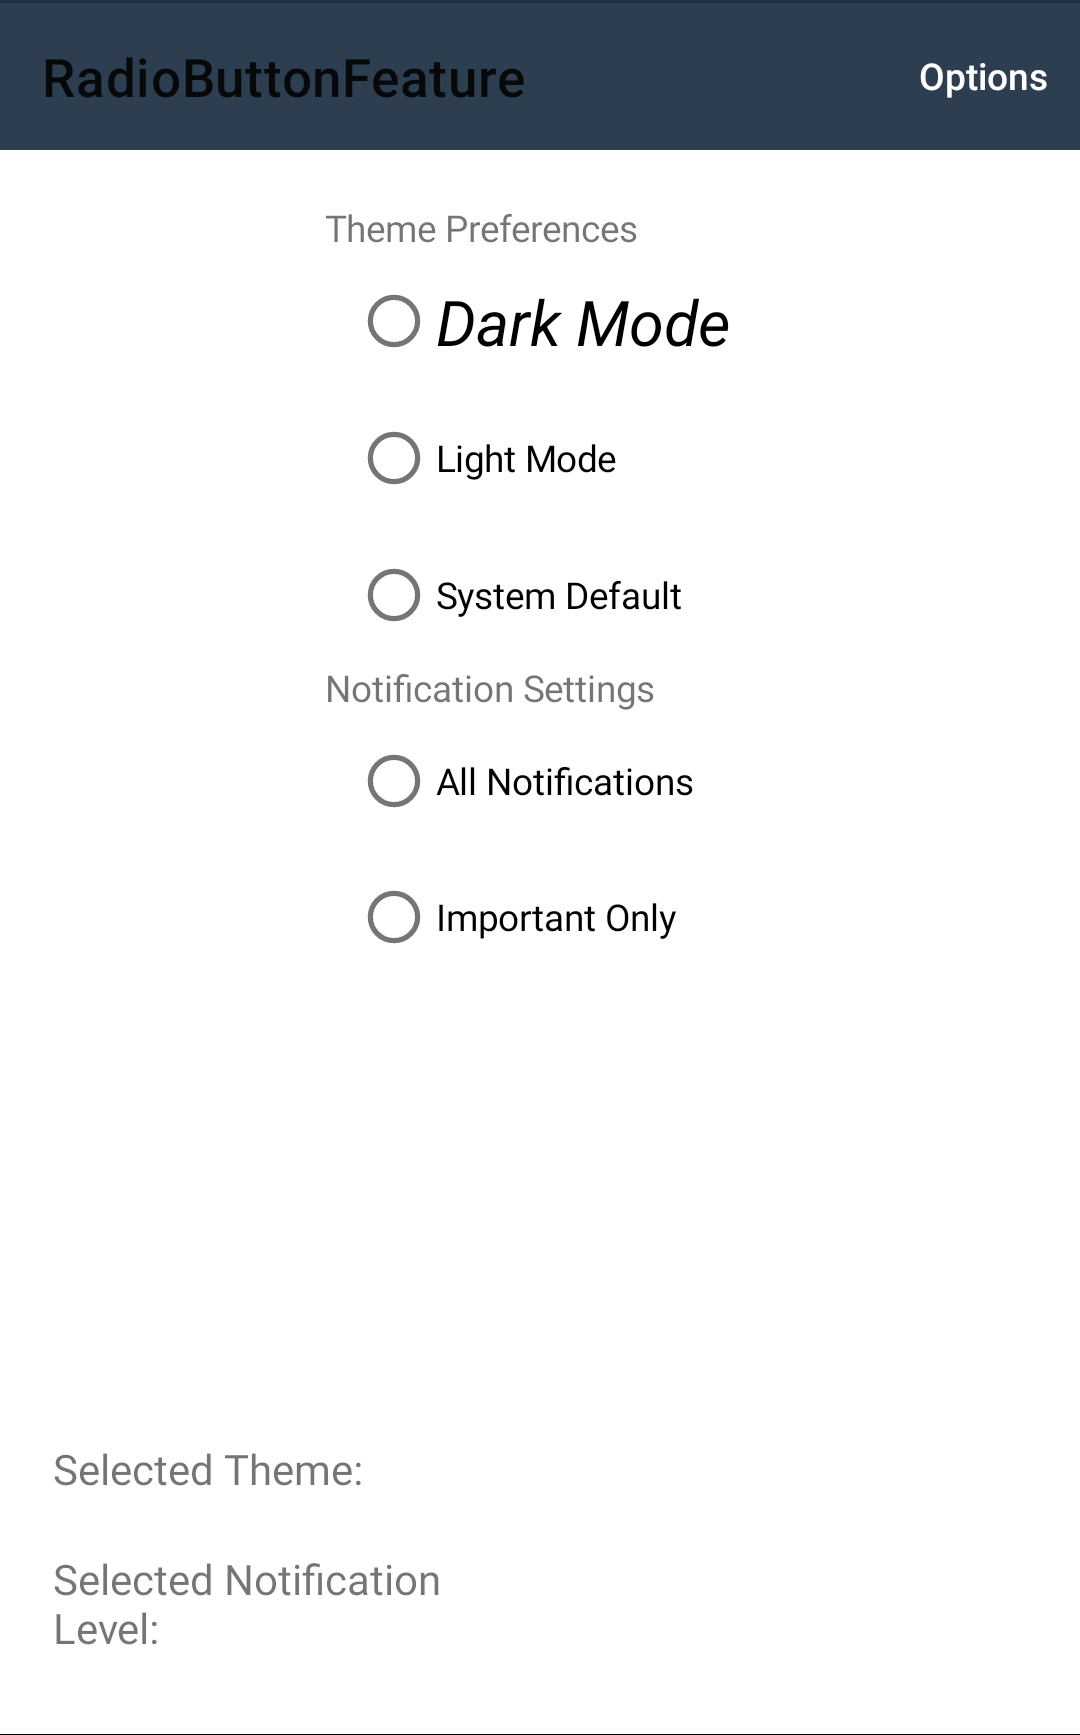 RadioButtonFeature
Options
Theme Preferences
Dark Mode
Light Mode
System Default
Notification Settings
All Notifications
Important Only
Selected Theme:
Selected Notification
Level: